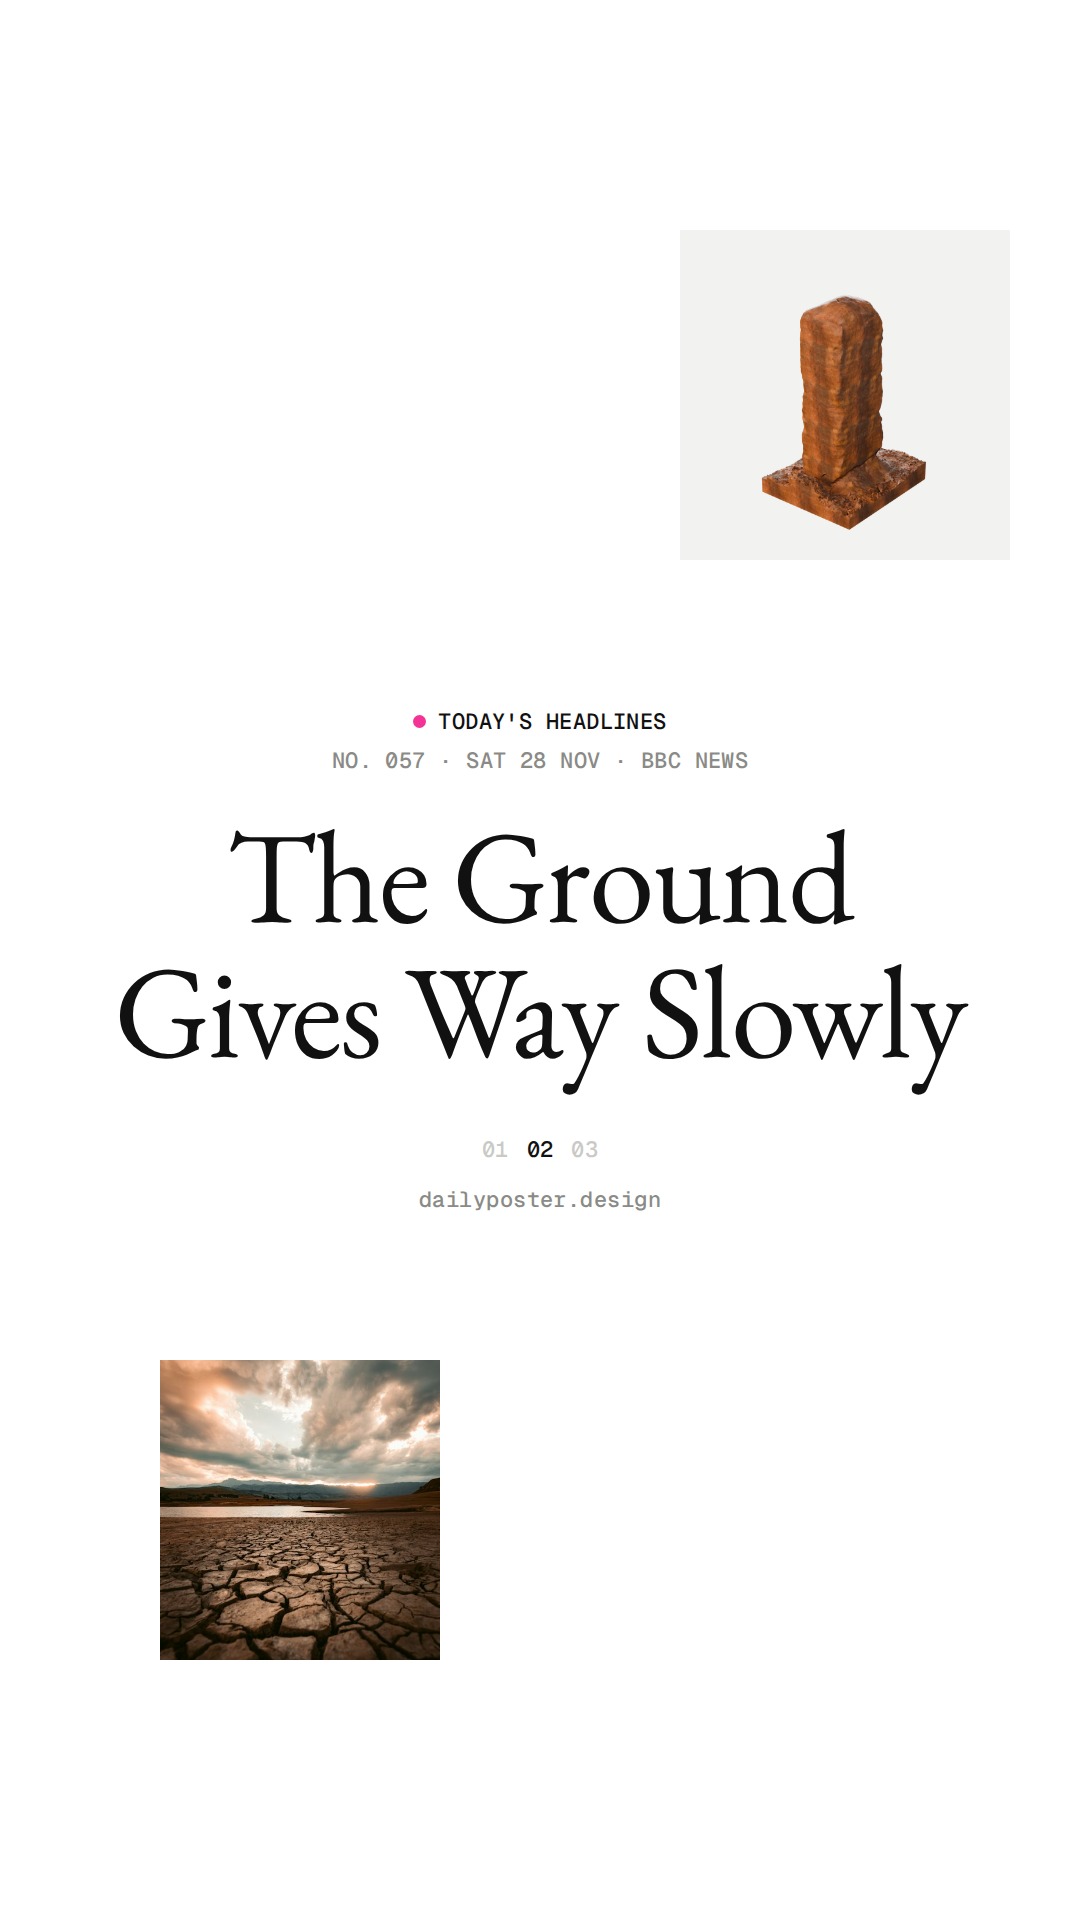 TODAY'S HEADLINES
NO. 057 · SAT 28 NOV · BBC NEWS
The Ground
Gives Way Slowly
01 02 03
dailyposter.design